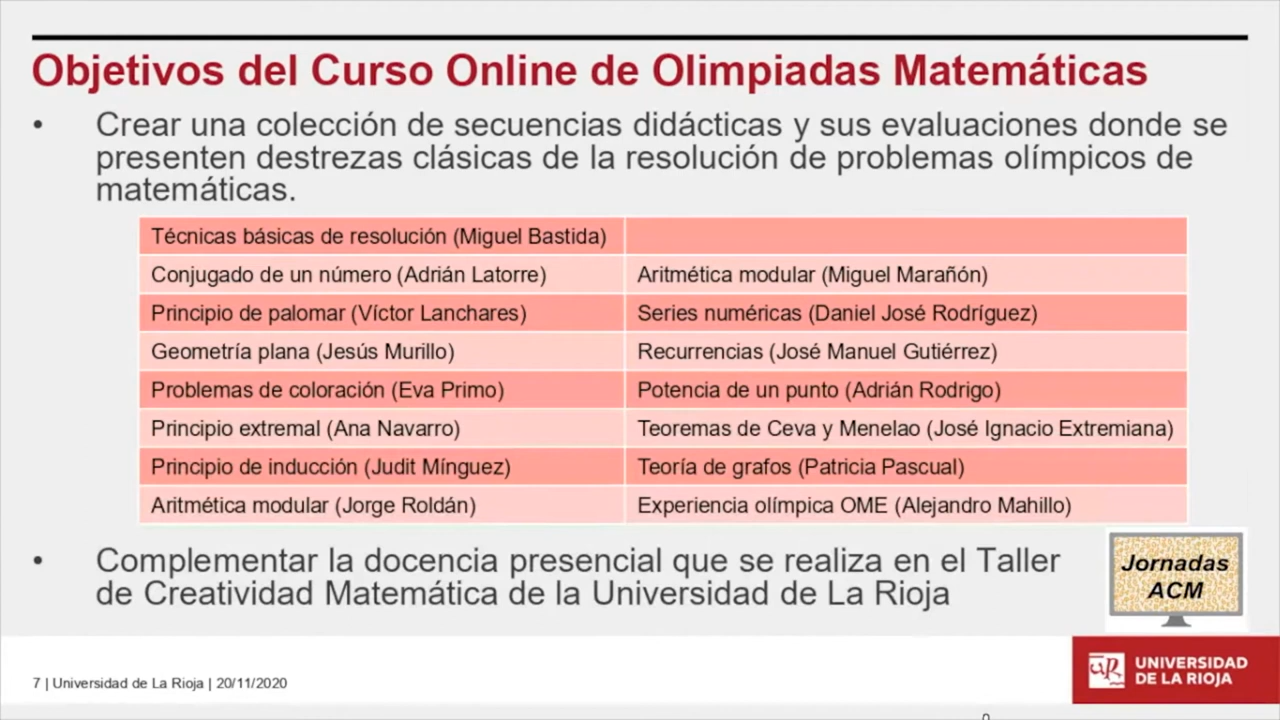 Objetivos del Curso Online de Olimpiadas Matemáticas
• Crear una colección de secuencias didácticas y sus evaluaciones donde se
presenten destrezas clásicas de la resolución de problemas olímpicos de
matemáticas.
Técnicas básicas de resolución (Miguel Bastida)
Conjugado de un número (Adrián Latorre) Aritmética modular (Miguel Marañón)
Principio de palomar (Víctor Lanchares) Series numéricas (Daniel José Rodríguez)
Geometría plana (Jesús Murillo) Recurrencias (José Manuel Gutiérrez)
Problemas de coloración (Eva Primo) Potencia de un punto (Adrián Rodrigo)
Principio extremal (Ana Navarro) Teoremas de Ceva y Menelao (José Ignacio Extremiana)
Principio de inducción (Judit Mínguez) Teoría de grafos (Patricia Pascual)
Aritmética modular (Jorge Roldán) Experiencia olímpica OME (Alejandro Mahillo)
• Complementar la docencia presencial que se realiza en el Taller
de Creatividad Matemática de la Universidad de La Rioja
Jornadas
ACM
7 | Universidad de La Rioja | 20/11/2020
UNIVERSIDAD
DE LA RIOJA